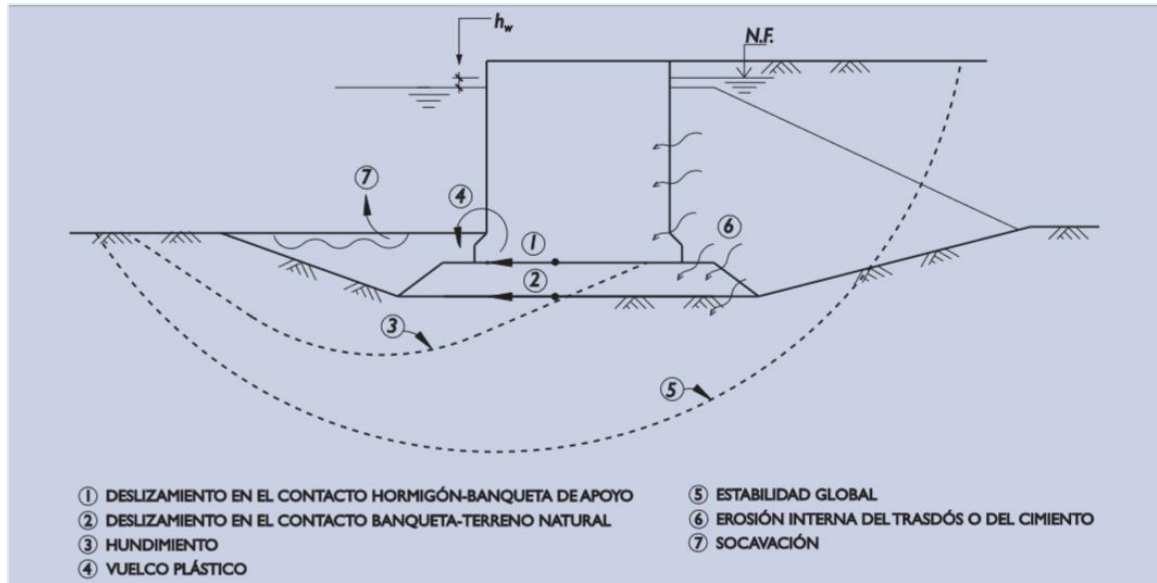 h_w
N.F.
7
4
1
6
2
3
5
① DESLIZAMIENTO EN EL CONTACTO HORMIGÓN-BANQUETA DE APOYO
② DESLIZAMIENTO EN EL CONTACTO BANQUETA-TERRENO NATURAL
③ HUNDIMIENTO
④ VUELCO PLÁSTICO
⑤ ESTABILIDAD GLOBAL
⑥ EROSIÓN INTERNA DEL TRASDÓS O DEL CIMIENTO
⑦ SOCAVACIÓN